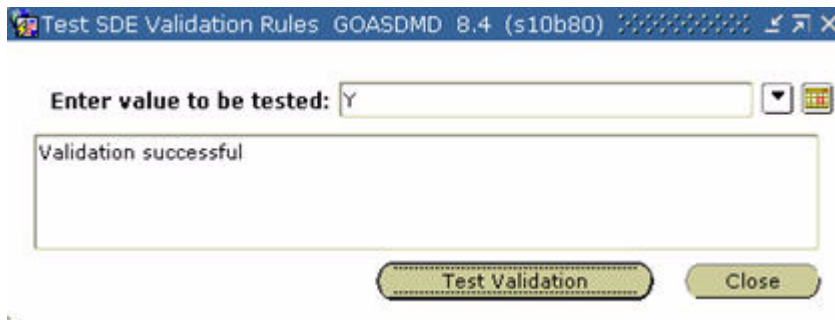 Test SDE Validation Rules GOASDMD 8.4 (s10b80)
Enter value to be tested: Y
Validation successful
Test Validation Close